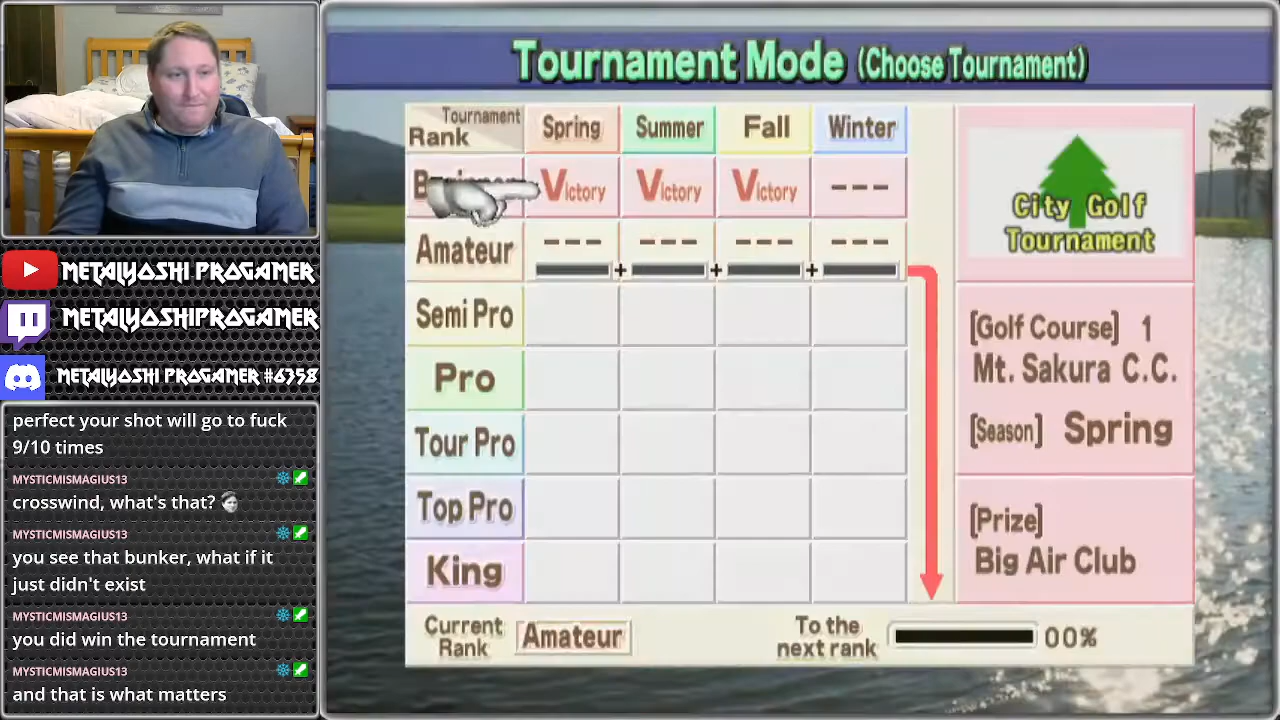 Tournament Mode (Choose Tournament)
Tournament
Rank
Spring
Summer
Fall
Winter
Victory
Victory
Victory
---
Amateur
---
---
---
---
+
+
+
Semi Pro
Pro
Tour Pro
Top Pro
King
Current
Rank
Amateur
To the
next rank
00%
City Golf
Tournament
[Golf Course] 1
Mt. Sakura C.C.
[Season] Spring
[Prize]
Big Air Club
METALYOSHI PROGAMER
METALYOSHIPROGAMER
METALYOSHI PROGAMER #6358
perfect your shot will go to fuck
9/10 times
MYSTICMISMAGIUS13
crosswind, what's that?
MYSTICMISMAGIUS13
you see that bunker, what if it
just didn't exist
MYSTICMISMAGIUS13
you did win the tournament
MYSTICMISMAGIUS13
and that is what matters